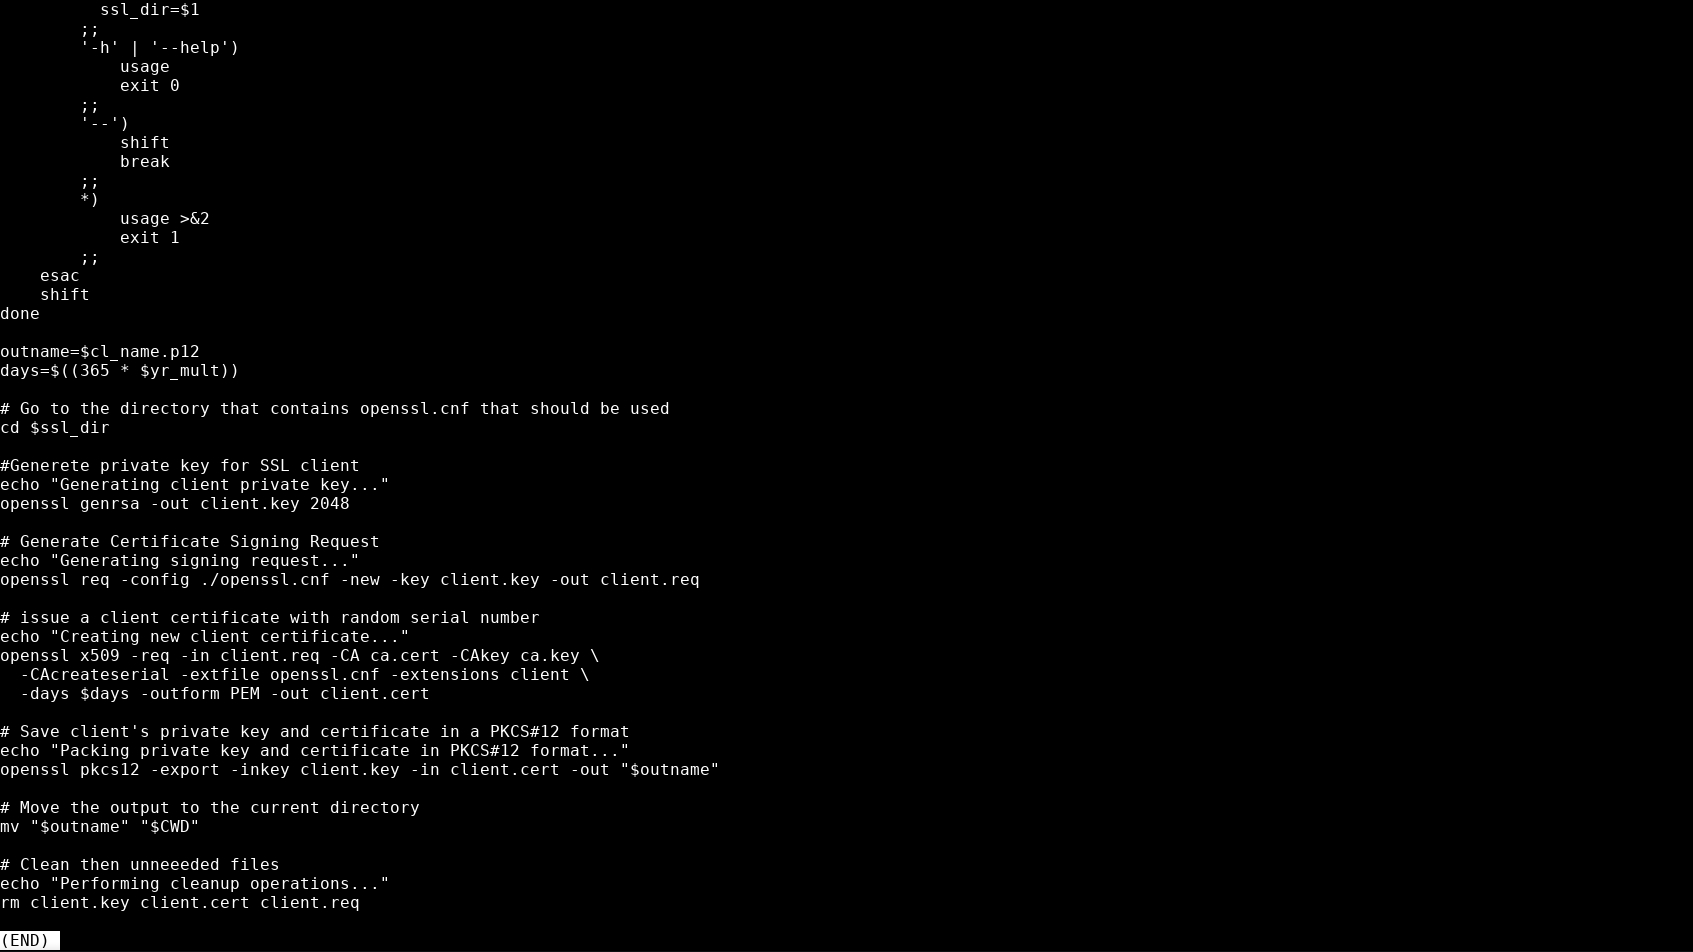 ssl_dir=$1
        ;;
        '-h' | '--help')
            usage
            exit 0
        ;;
        '--')
            shift
            break
        ;;
        *)
            usage >&2
            exit 1
        ;;
    esac
    shift
done

outname=$cl_name.p12
days=$((365 * $yr_mult))

# Go to the directory that contains openssl.cnf that should be used
cd $ssl_dir

#Generete private key for SSL client
echo "Generating client private key..."
openssl genrsa -out client.key 2048

# Generate Certificate Signing Request
echo "Generating signing request..."
openssl req -config ./openssl.cnf -new -key client.key -out client.req

# issue a client certificate with random serial number
echo "Creating new client certificate..."
openssl x509 -req -in client.req -CA ca.cert -CAkey ca.key \
  -CAcreateserial -extfile openssl.cnf -extensions client \
  -days $days -outform PEM -out client.cert

# Save client's private key and certificate in a PKCS#12 format
echo "Packing private key and certificate in PKCS#12 format..."
openssl pkcs12 -export -inkey client.key -in client.cert -out "$outname"

# Move the output to the current directory
mv "$outname" "$CWD"

# Clean then unneeeded files
echo "Performing cleanup operations..."
rm client.key client.cert client.req

(END)